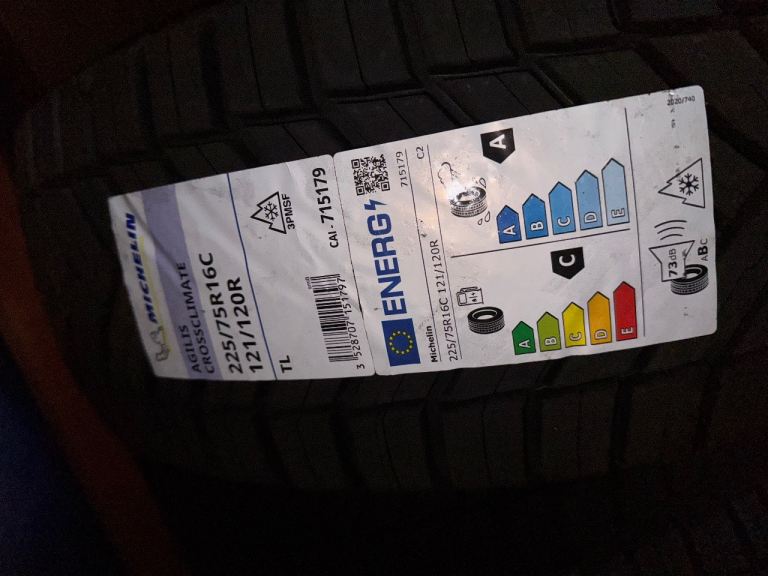 MICHELIN
AGILIS
CROSSCLIMATE
225/75R16C
121/120R
TL
3PMSF
CAI - 715179
3 528707 151797
ENERG
715179
Michelin
225/75R16C 121/120R
C2
A
A
B
C
D
E
C
A
B
C
D
E
73dB
ABC
2020/740